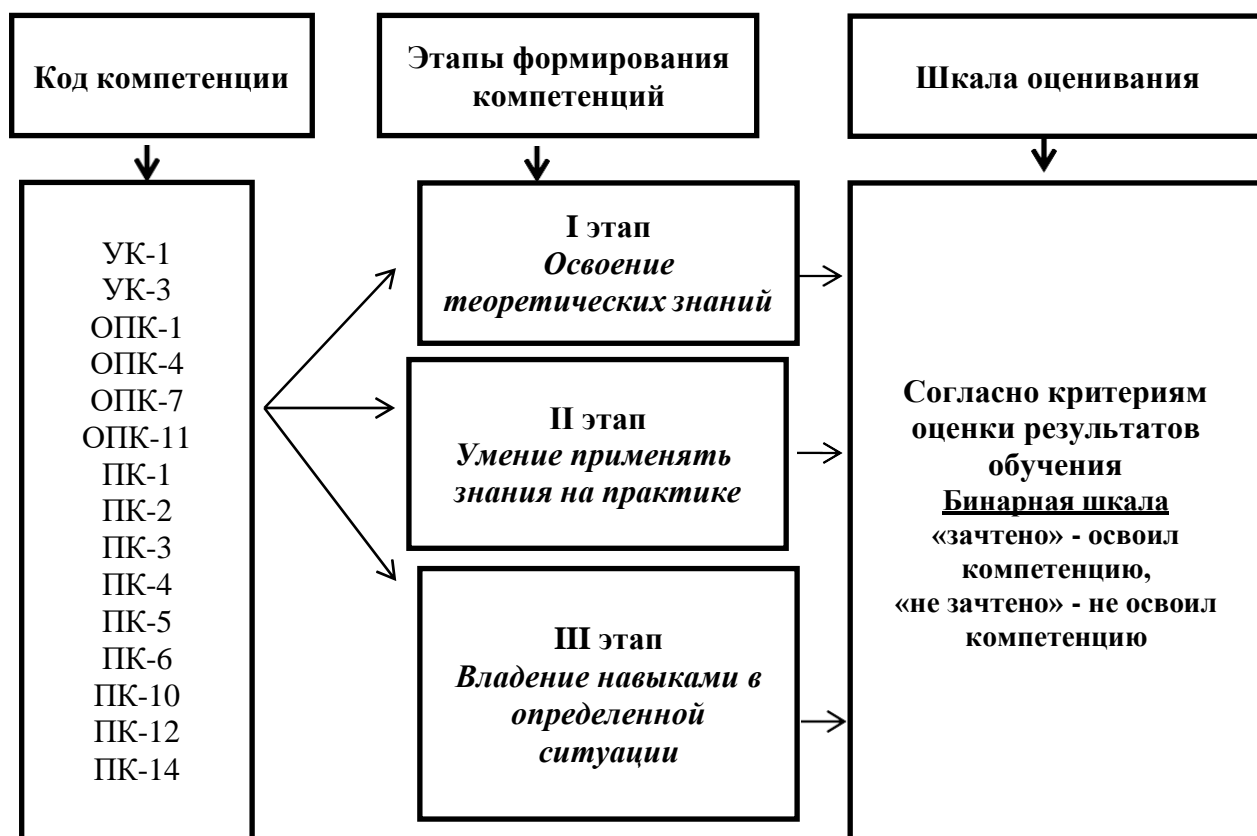 Код компетенции
Этапы формирования
компетенций
Шкала оценивания
УК-1
УК-3
ОПК-1
ОПК-4
ОПК-7
ОПК-11
ПК-1
ПК-2
ПК-3
ПК-4
ПК-5
ПК-6
ПК-10
ПК-12
ПК-14
I этап
Освоение
теоретических знаний
II этап
Умение применять
знания на практике
III этап
Владение навыками в
определенной
ситуации
Согласно критериям
оценки результатов
обучения
Бинарная шкала
«зачтено» - освоил
компетенцию,
«не зачтено» - не освоил
компетенцию